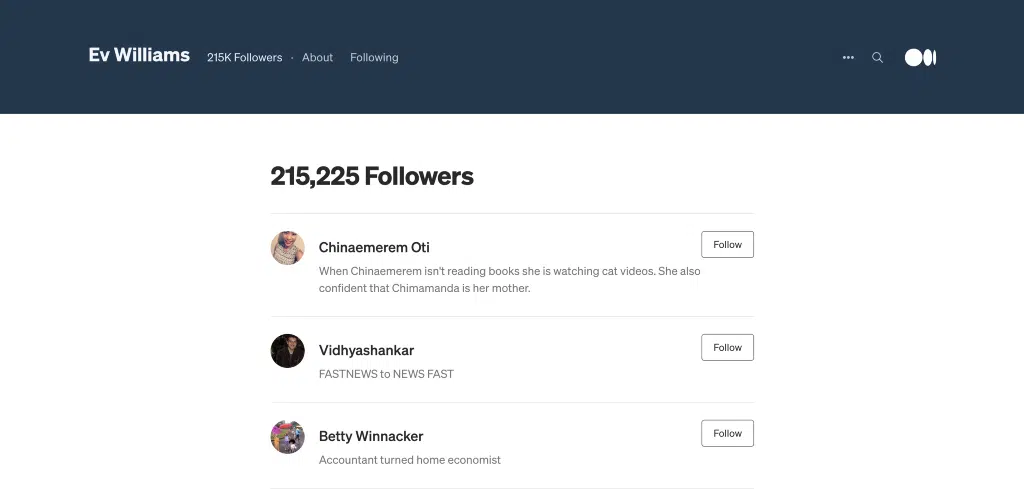 Ev Williams 215K Followers · About Following
215,225 Followers
Chinaemerem Oti
Follow
When Chinaemerem isn't reading books she is watching cat videos. She also
confident that Chimamanda is her mother.
Vidhyashankar
Follow
FASTNEWS to NEWS FAST
Betty Winnacker
Follow
Accountant turned home economist